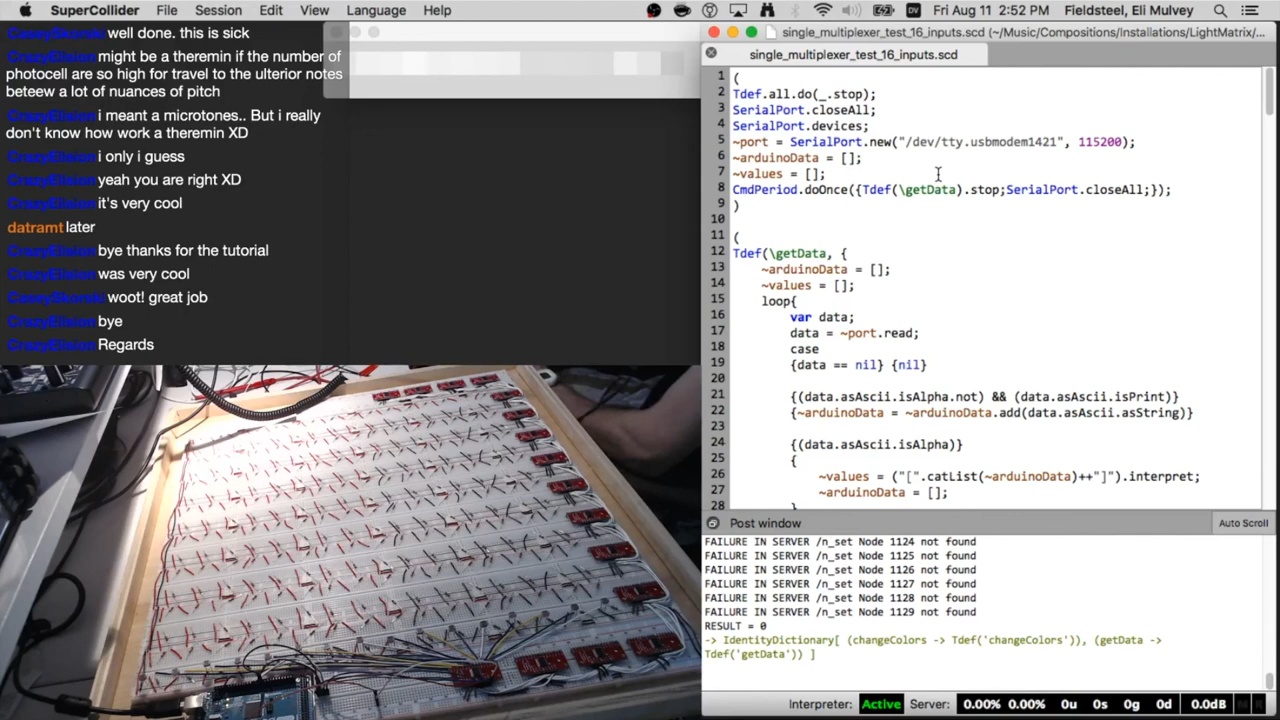 SuperCollider File Session Edit Language Help
DV
Fri Aug 11 2:52 PM Fieldsteel, Eli Mulvey
CaseySkorski well done. this is sick
CrazyElision might be a theremin if the number of
photocell are so high for travel to the ulterior notes
beteew a lot of nuances of pitch
CrazyElision i meant a microtones.. But i really
don't know how work a theremin XD
CrazyElision i only i guess
CrazyElision yeah you are right XD
CrazyElision it's very cool
datramt later
CrazyElision bye thanks for the tutorial
CrazyElision was very cool
CaseySkorski woot! great job
CrazyElision bye
CrazyElision Regards
single_multiplexer_test_16_inputs.scd (~/Music/Compositions/Installations/LightMatrix/...
single_multiplexer_test_16_inputs.scd
1 (
2 Tdef.all.do(_.stop);
3 SerialPort.closeAll;
4 SerialPort.devices;
5 ~port = SerialPort.new("/dev/tty.usbmodem1421", 115200);
6 ~arduinoData = [];
7 ~values = [];
8 CmdPeriod.doOnce({Tdef(\getData).stop;SerialPort.closeAll;});
9 )
10
11 (
12 Tdef(\getData, {
13 ~arduinoData = [];
14 ~values = [];
15 loop{
16 var data;
17 data = ~port.read;
18 case
19 {data == nil} {nil}
20
21 {(data.asAscii.isAlpha.not) && (data.asAscii.isPrint)}
22 {~arduinoData = ~arduinoData.add(data.asAscii.asString)}
23
24 {(data.asAscii.isAlpha)}
25 {
26 ~values = ("[".catList(~arduinoData)++"]").interpret;
27 ~arduinoData = [];
28 }
Post window
Auto Scroll
FAILURE IN SERVER /n_set Node 1124 not found
FAILURE IN SERVER /n_set Node 1125 not found
FAILURE IN SERVER /n_set Node 1126 not found
FAILURE IN SERVER /n_set Node 1127 not found
FAILURE IN SERVER /n_set Node 1128 not found
FAILURE IN SERVER /n_set Node 1129 not found
RESULT = 0
-> IdentityDictionary[ (changeColors -> Tdef('changeColors')), (getData ->
Tdef('getData')) ]
Interpreter: Active Server: 0.00% 0.00% 0u 0s 0g 0d 0.0dB M R